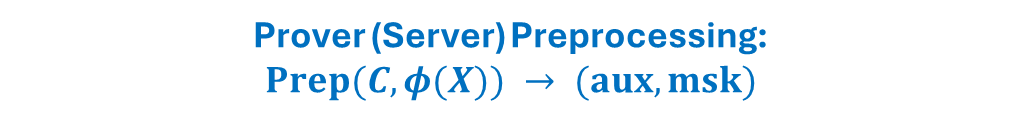 Prover (Server) Preprocessing:
Prep(C, ϕ(X)) → (aux, msk)